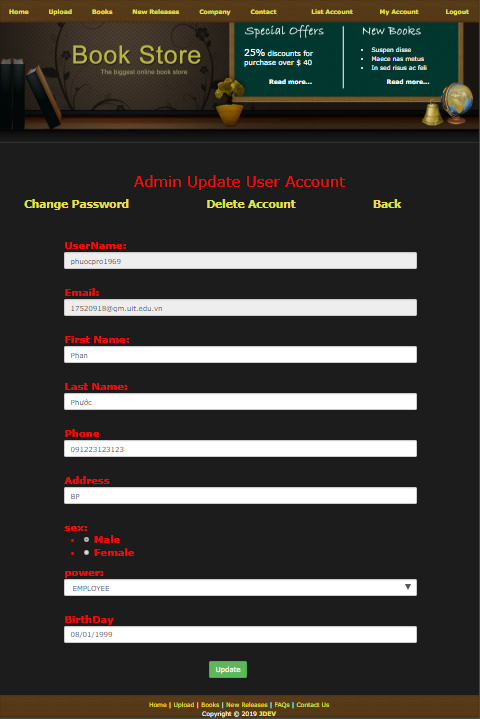 Home Upload Books New Releases Company Contact List Account My Account Logout
Book Store
The biggest online book store
Special Offers
25% discounts for
purchase over $ 40
Read more...
New Books
Suspen disse
Maece nas metus
In sed risus ac feli
Read more...
Admin Update User Account
Change Password Delete Account Back
UserName:
phuocpro1969
Email:
17520918@gm.uit.edu.vn
First Name:
Phan
Last Name:
Phước
Phone
091223123123
Address
BP
sex:
Male
Female
power:
EMPLOYEE
BirthDay
08/01/1999
Update
Home | Upload | Books | New Releases | FAQs | Contact Us
Copyright © 2019 JDEV